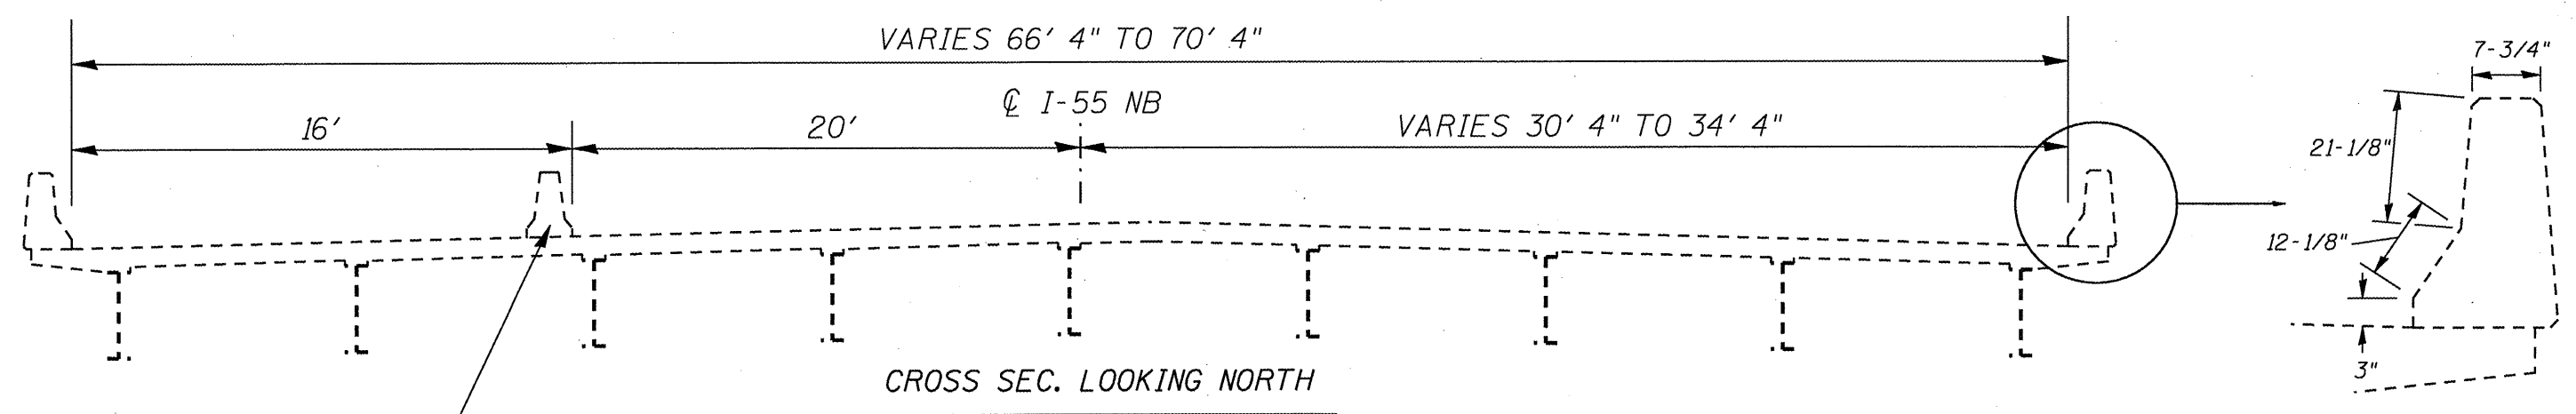 VARIES 66' 4" TO 70' 4"
7-3/4"
℄ I-55 NB
16'
20'
VARIES 30' 4" TO 34' 4"
21-1/8"
12-1/8"
3"
CROSS SEC. LOOKING NORTH